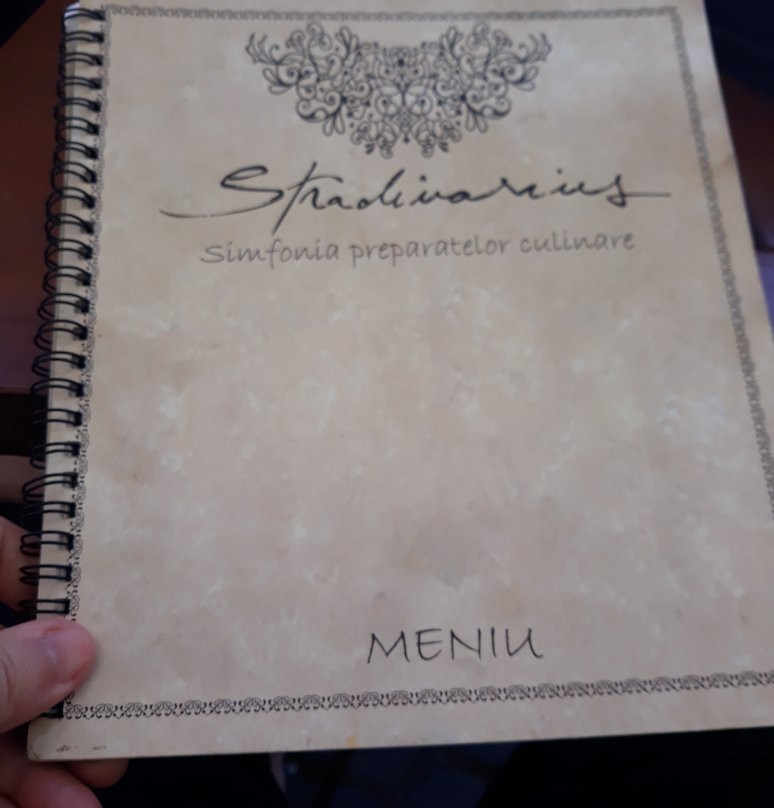 Stradivarius
Simfonia preparatelor culinare
MENIU